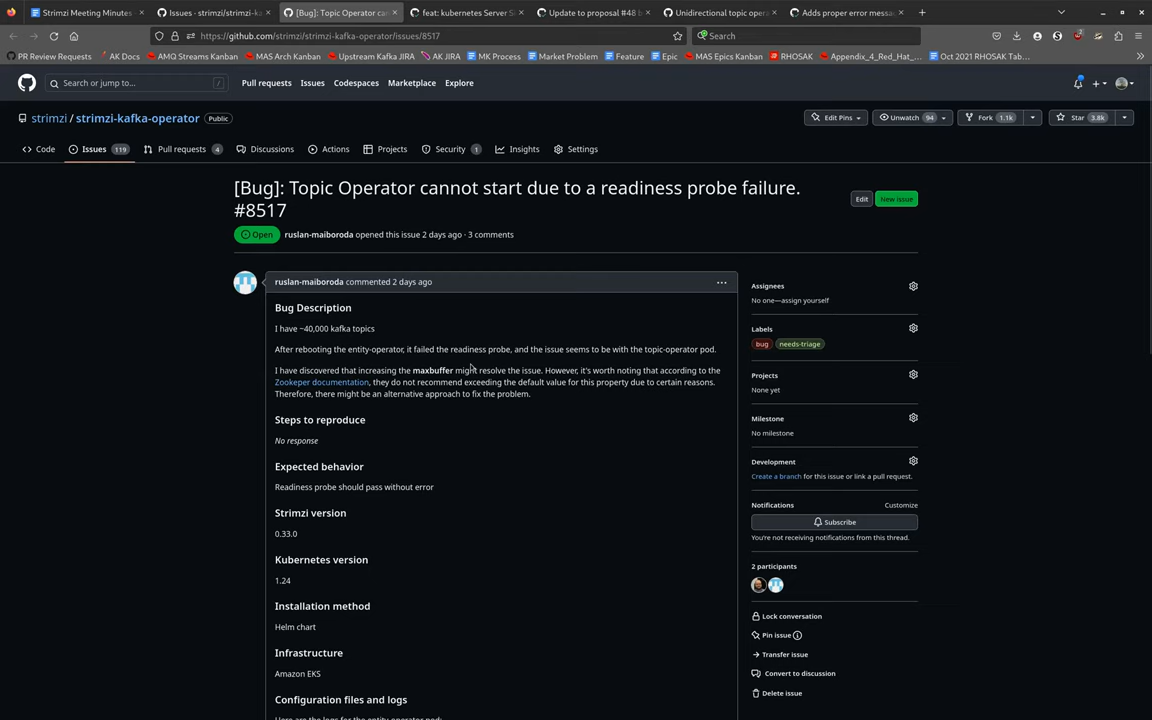 Strimzi Meeting Minutes
Issues · strimzi/strimzi-ka
[Bug]: Topic Operator can
feat: kubernetes Server Si
Update to proposal #48 b
Unidirectional topic opera
Adds proper error messa
https://github.com/strimzi/strimzi-kafka-operator/issues/8517
Search
PR Review Requests
AK Docs
AMQ Streams Kanban
MAS Arch Kanban
Upstream Kafka JIRA
AK JIRA
MK Process
Market Problem
Feature
Epic
MAS Epics Kanban
RHOSAK
Appendix_4_Red_Hat_...
Oct 2021 RHOSAK Tab...
Search or jump to...
/
Pull requests
Issues
Codespaces
Marketplace
Explore
strimzi / strimzi-kafka-operator
Public
Edit Pins
Unwatch 94
Fork 1.1k
Star 3.8k
Code
Issues 119
Pull requests 4
Discussions
Actions
Projects
Security 1
Insights
Settings
[Bug]: Topic Operator cannot start due to a readiness probe failure.
#8517
Edit
New issue
Open
ruslan-maiboroda opened this issue 2 days ago · 3 comments
ruslan-maiboroda commented 2 days ago
Bug Description
I have ~40,000 kafka topics
After rebooting the entity-operator, it failed the readiness probe, and the issue seems to be with the topic-operator pod.
I have discovered that increasing the maxbuffer might resolve the issue. However, it's worth noting that according to the
Zookeper documentation, they do not recommend exceeding the default value for this property due to certain reasons.
Therefore, there might be an alternative approach to fix the problem.
Steps to reproduce
No response
Expected behavior
Readiness probe should pass without error
Strimzi version
0.33.0
Kubernetes version
1.24
Installation method
Helm chart
Infrastructure
Amazon EKS
Configuration files and logs
Here are the logs for the entity-operator pod:
Assignees
No one—assign yourself
Labels
bug
needs-triage
Projects
None yet
Milestone
No milestone
Development
Create a branch for this issue or link a pull request.
Notifications
Customize
Subscribe
You're not receiving notifications from this thread.
2 participants
Lock conversation
Pin issue
Transfer issue
Convert to discussion
Delete issue